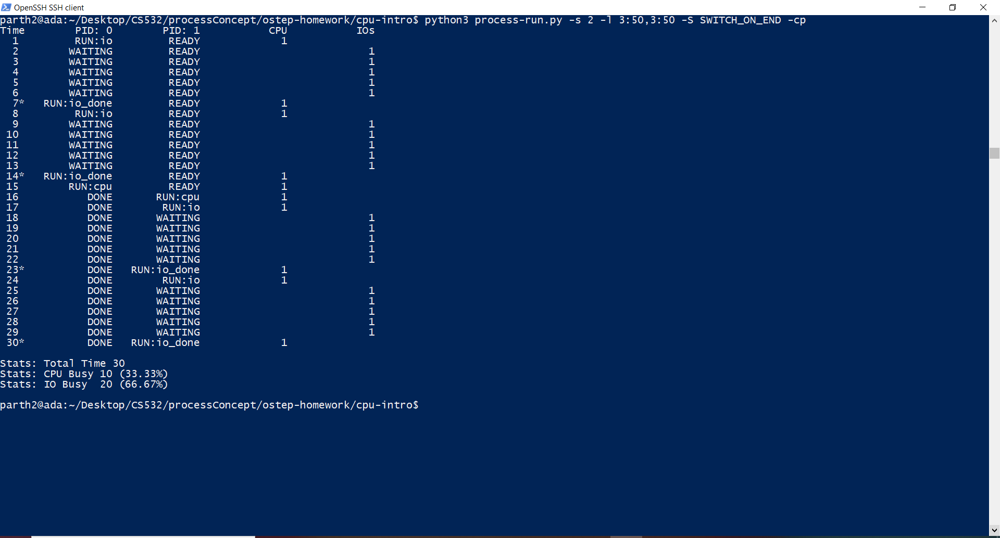 OpenSSH SSH client
parth2@ada:~/Desktop/CS532/processConcept/ostep-homework/cpu-intro$ python3 process-run.py -s 2 -l 3:50,3:50 -S SWITCH_ON_END -cp
Time        PID: 0        PID: 1           CPU           IOs
  1         RUN:io         READY             1
  2        WAITING         READY                           1
  3        WAITING         READY                           1
  4        WAITING         READY                           1
  5        WAITING         READY                           1
  6        WAITING         READY                           1
  7*   RUN:io_done         READY             1
  8         RUN:io         READY             1
  9        WAITING         READY                           1
 10        WAITING         READY                           1
 11        WAITING         READY                           1
 12        WAITING         READY                           1
 13        WAITING         READY                           1
 14*   RUN:io_done         READY             1
 15        RUN:cpu         READY             1
 16           DONE       RUN:cpu             1
 17           DONE        RUN:io             1
 18           DONE       WAITING                           1
 19           DONE       WAITING                           1
 20           DONE       WAITING                           1
 21           DONE       WAITING                           1
 22           DONE       WAITING                           1
 23*          DONE   RUN:io_done             1
 24           DONE        RUN:io             1
 25           DONE       WAITING                           1
 26           DONE       WAITING                           1
 27           DONE       WAITING                           1
 28           DONE       WAITING                           1
 29           DONE       WAITING                           1
 30*          DONE   RUN:io_done             1
Stats: Total Time 30
Stats: CPU Busy 10 (33.33%)
Stats: IO Busy  20 (66.67%)
parth2@ada:~/Desktop/CS532/processConcept/ostep-homework/cpu-intro$